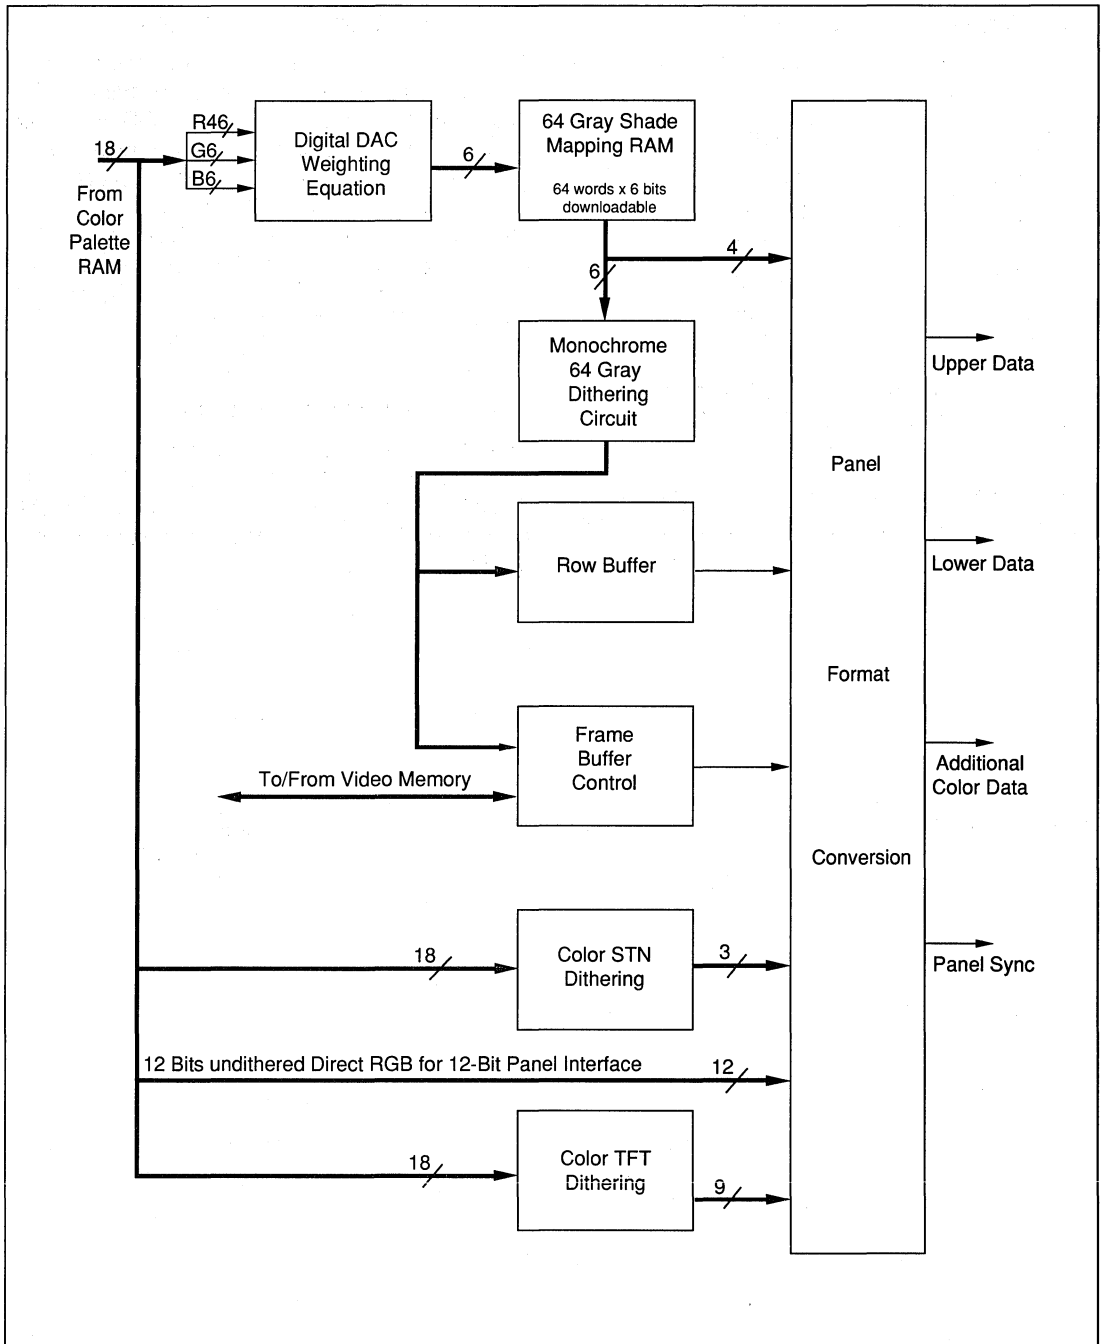 18
From
Color
Palette
RAM
R46
G6
B6
Digital DAC
Weighting
Equation
6
64 Gray Shade
Mapping RAM
64 words x 6 bits
downloadable
4
6
Monochrome
64 Gray
Dithering
Circuit
Row Buffer
Frame
Buffer
Control
To/From Video Memory
Color STN
Dithering
18
3
12 Bits undithered Direct RGB for 12-Bit Panel Interface
12
Color TFT
Dithering
18
9
Panel
Format
Conversion
Upper Data
Lower Data
Additional
Color Data
Panel Sync